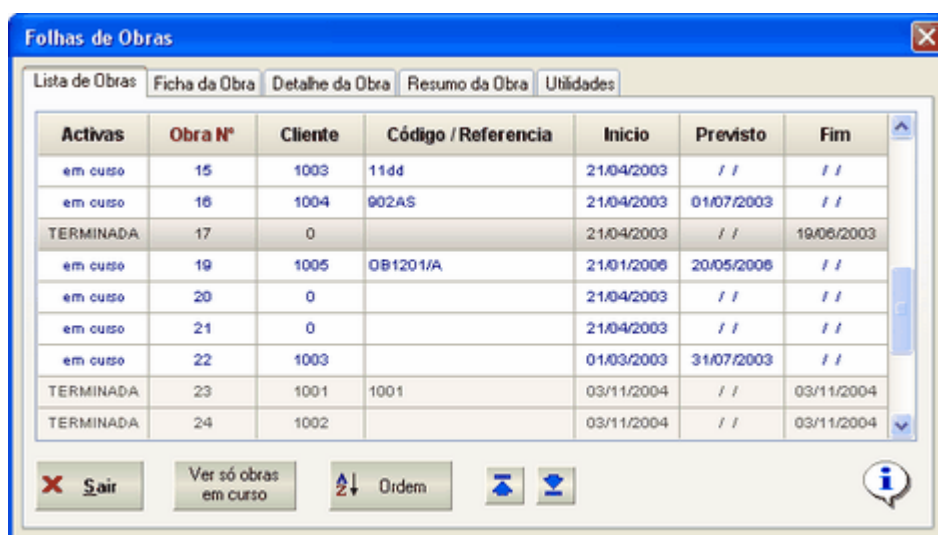 Folhas de Obras
Lista de Obras Ficha da Obra Detalhe da Obra Resumo da Obra Utilidades
Activas Obra Nº Cliente Código / Referencia Inicio Previsto Fim
em curso 15 1003 11dd 21/04/2003 / / / /
em curso 16 1004 902AS 21/04/2003 01/07/2003 / /
TERMINADA 17 0 21/04/2003 / / 19/06/2003
em curso 19 1005 OB1201/A 21/01/2006 20/05/2006 / /
em curso 20 0 21/04/2003 / / / /
em curso 21 0 21/04/2003 / / / /
em curso 22 1003 01/03/2003 31/07/2003 / /
TERMINADA 23 1001 1001 03/11/2004 / / 03/11/2004
TERMINADA 24 1002 03/11/2004 / / 03/11/2004
Sair
Ver só obras
em curso
Ordem